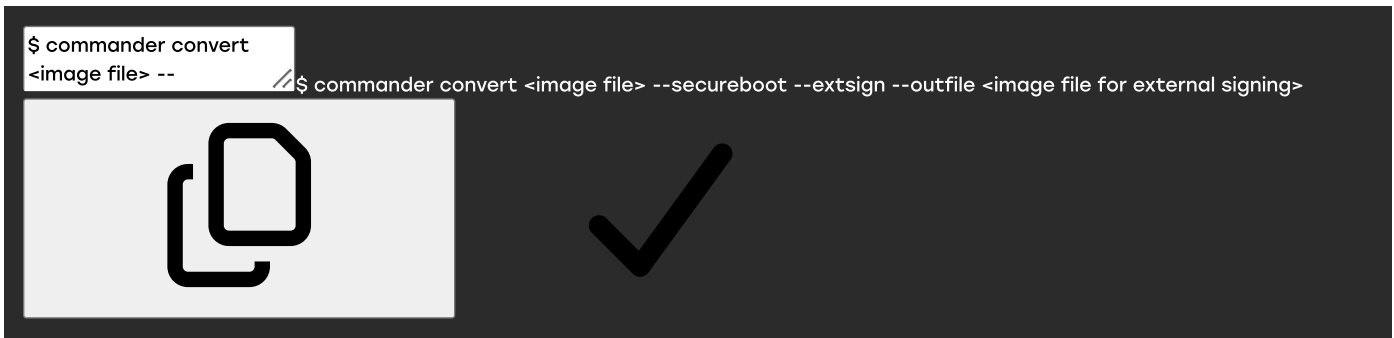 $ commander convert
<image file> --
$ commander convert <image file> --secureboot --extsign --outfile <image file for external signing>